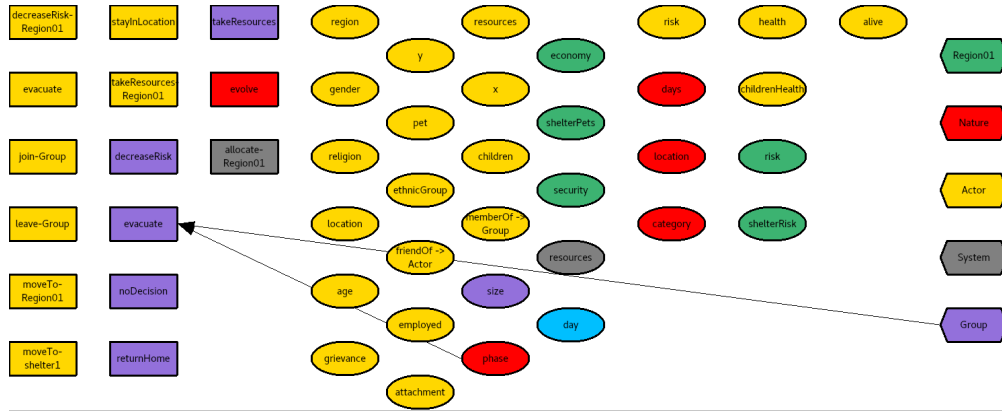 decreaseRisk-
Region01
stayInLocation
takeResources
region
resources
risk
health
alive
y
economy
Region01
evacuate
takeResources-
Region01
evolve
gender
x
days
childrenHealth
pet
shelterPets
Nature
join-Group
decreaseRisk
allocate-
Region01
religion
children
location
risk
ethnicGroup
security
Actor
leave-Group
evacuate
location
memberOf ->
Group
category
shelterRisk
friendOf ->
Actor
resources
System
moveTo-
Region01
noDecision
age
size
employed
day
Group
moveTo-
shelter1
returnHome
grievance
phase
attachment